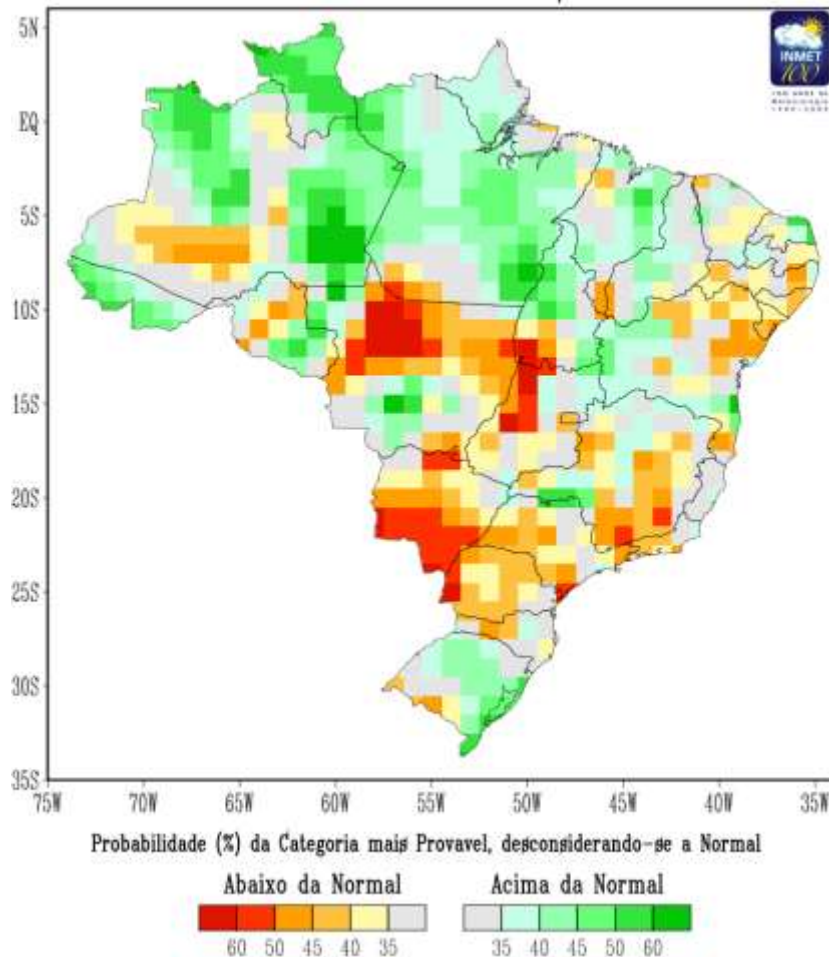 INMET
100
5N
EQ
5S
10S
15S
20S
25S
30S
35S
75W 70W 65W 60W 55W 50W 45W 40W 35W
Probabilidade (%) da Categoria mais Provavel, desconsiderando-se a Normal
Abaixo da Normal Acima da Normal
60 50 45 40 35 35 40 45 50 60